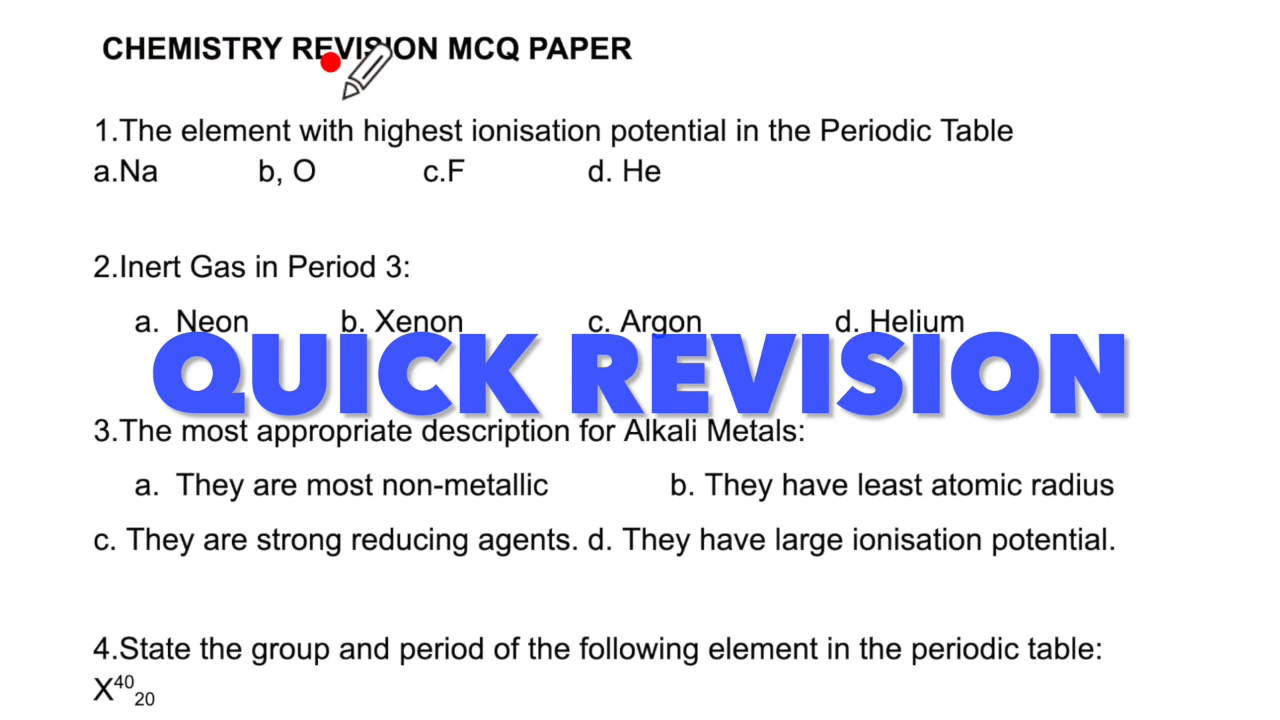 CHEMISTRY REVISION MCQ PAPER
1.The element with highest ionisation potential in the Periodic Table
a.Na b, O c.F d. He
2.Inert Gas in Period 3:
a. Neon b. Xenon c. Argon d. Helium
QUICK REVISION
3.The most appropriate description for Alkali Metals:
a. They are most non-metallic b. They have least atomic radius
c. They are strong reducing agents. d. They have large ionisation potential.
4.State the group and period of the following element in the periodic table:
X⁴⁰₂₀